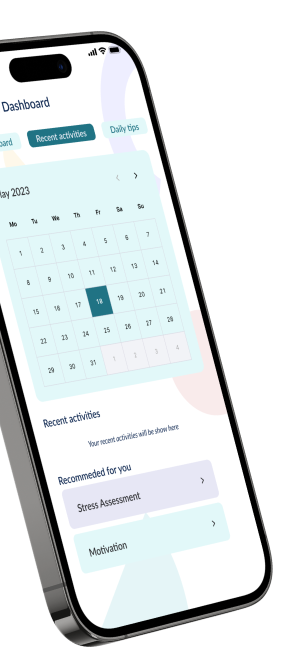 Dashboard
Recent activities
Daily tips
May 2023
Mo Tu We Th Fr Sa Su
1 2 3 4 5 6 7
8 9 10 11 12 13 14
15 16 17 18 19 20 21
22 23 24 25 26 27 28
29 30 31 1 2 3 4
Recent activities
Your recent activities will be show here
Recommeded for you
Stress Assessment
Motivation